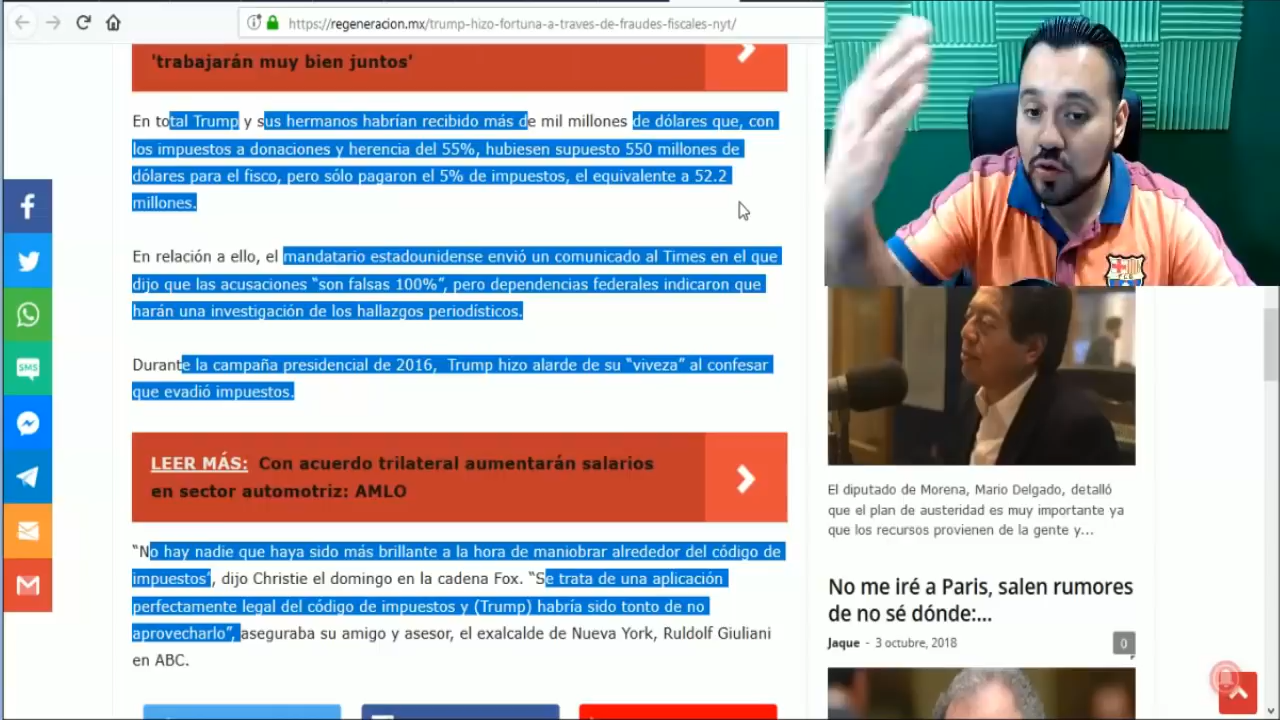 https://regeneracion.mx/trump-hizo-fortuna-a-traves-de-fraudes-fiscales-nyt/
'trabajarán muy bien juntos'
En total Trump y sus hermanos habrían recibido más de mil millones de dólares que, con
los impuestos a donaciones y herencia del 55%, hubiesen supuesto 550 millones de
dólares para el fisco, pero sólo pagaron el 5% de impuestos, el equivalente a 52.2
millones.
En relación a ello, el mandatario estadounidense envió un comunicado al Times en el que
dijo que las acusaciones “son falsas 100%”, pero dependencias federales indicaron que
harán una investigación de los hallazgos periodísticos.
Durante la campaña presidencial de 2016, Trump hizo alarde de su “viveza” al confesar
que evadió impuestos.
LEER MÁS: Con acuerdo trilateral aumentarán salarios
en sector automotriz: AMLO
“No hay nadie que haya sido más brillante a la hora de maniobrar alrededor del código de
impuestos”, dijo Christie el domingo en la cadena Fox. “Se trata de una aplicación
perfectamente legal del código de impuestos y (Trump) habría sido tonto de no
aprovecharlo”, aseguraba su amigo y asesor, el exalcalde de Nueva York, Ruldolf Giuliani
en ABC.
SMS
El diputado de Morena, Mario Delgado, detalló
que el plan de austeridad es muy importante ya
que los recursos provienen de la gente y...
No me iré a Paris, salen rumores
de no sé dónde:...
Jaque - 3 octubre, 2018
0